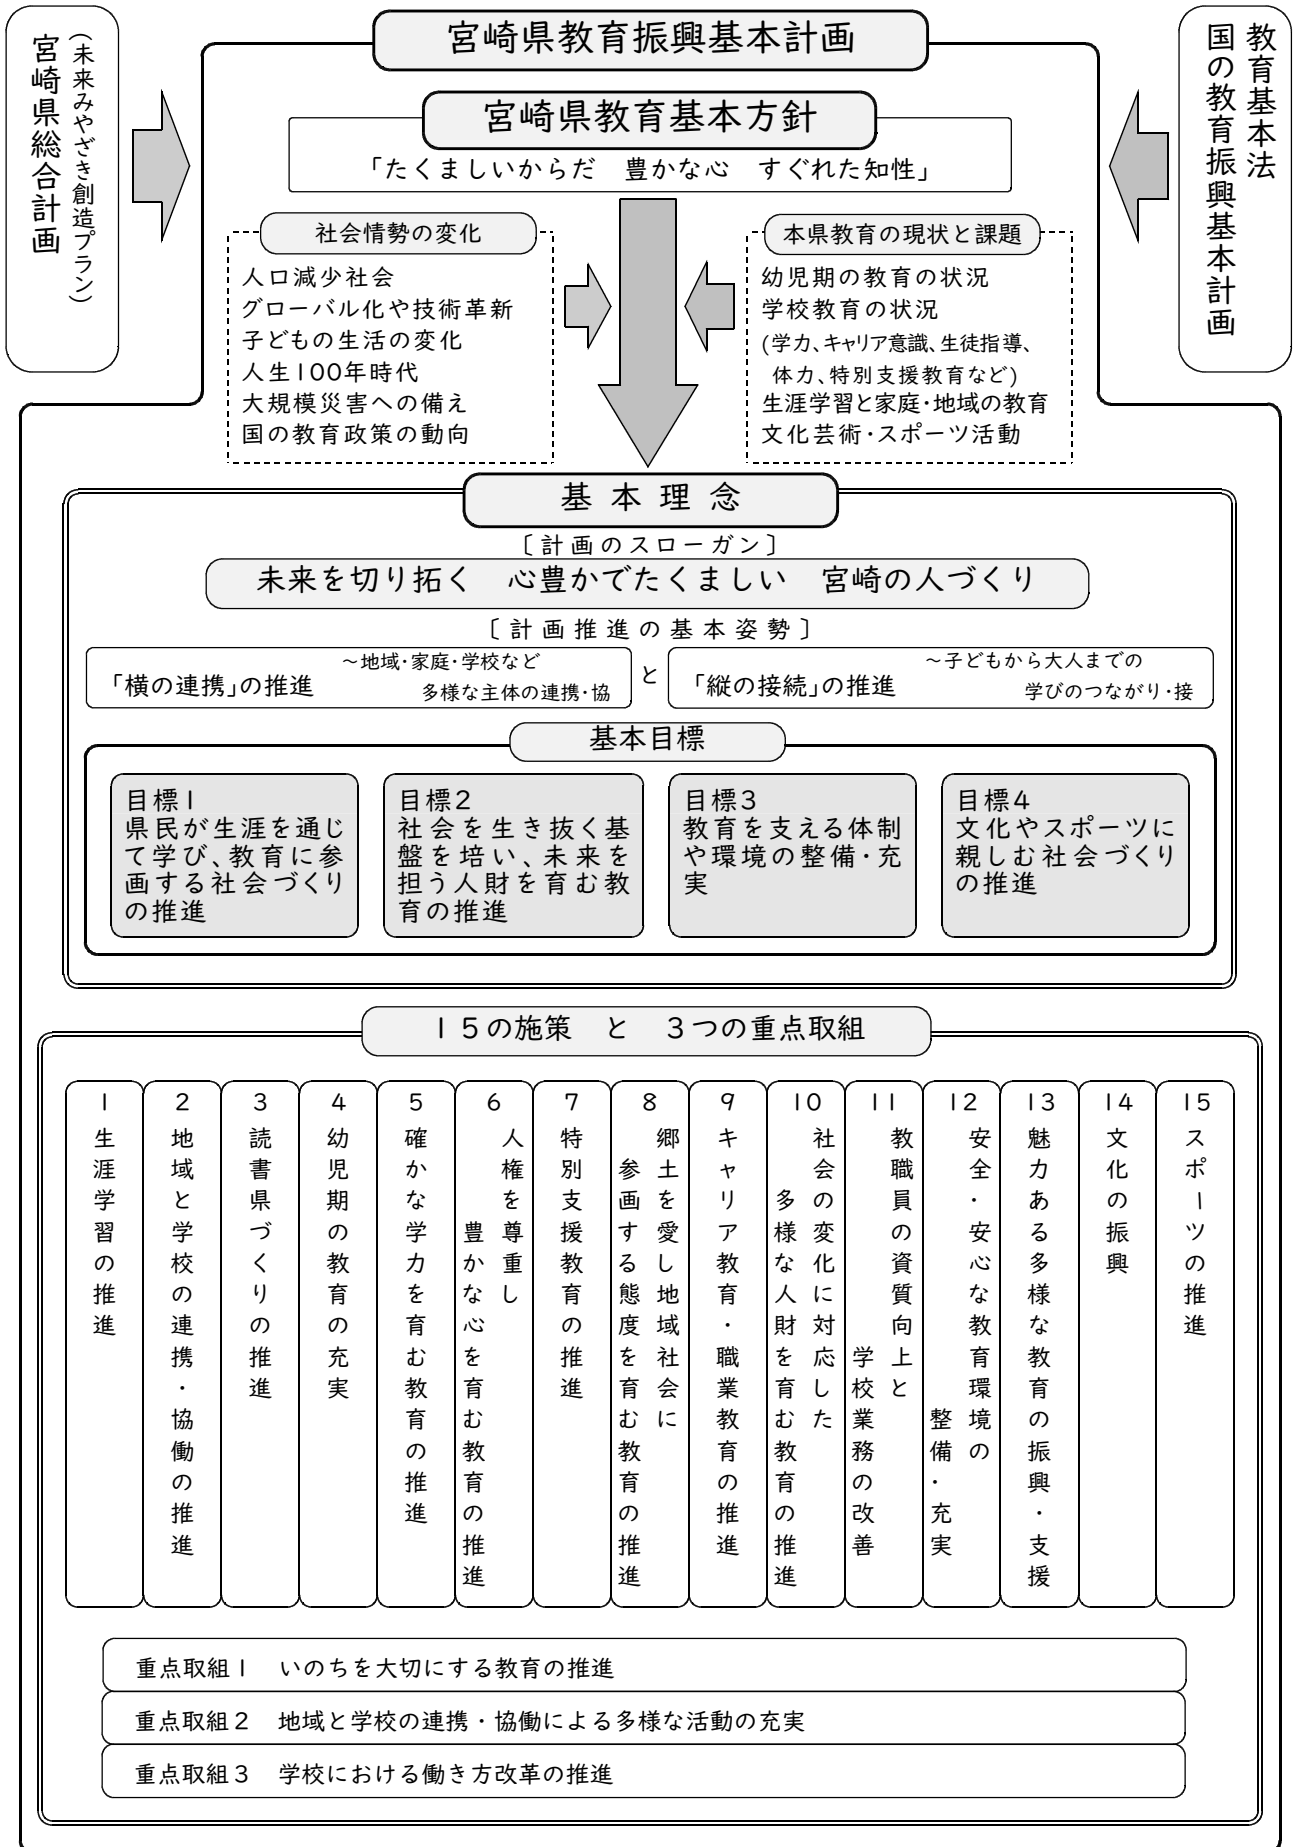 宮崎県教育振興基本計画
宮崎県総合計画
(未来みやざき創造プラン)
教育基本法
国の教育振興基本計画
宮崎県教育基本方針
「たくましいからだ　豊かな心　すぐれた知性」
社会情勢の変化
人口減少社会
グローバル化や技術革新
子どもの生活の変化
人生100年時代
大規模災害への備え
国の教育政策の動向
本県教育の現状と課題
幼児期の教育の状況
学校教育の状況
(学力、キャリア意識、生徒指導、
体力、特別支援教育など)
生涯学習と家庭・地域の教育
文化芸術・スポーツ活動
基本理念
〔計画のスローガン〕
未来を切り拓く　心豊かでたくましい　宮崎の人づくり
〔計画推進の基本姿勢〕
「横の連携」の推進
～地域・家庭・学校など
多様な主体の連携・協
と
「縦の接続」の推進
～子どもから大人までの
学びのつながり・接
基本目標
目標1
県民が生涯を通じ
て学び、教育に参
画する社会づくり
の推進
目標2
社会を生き抜く基
盤を培い、未来を
担う人財を育む教
育の推進
目標3
教育を支える体制
や環境の整備・充
実
目標4
文化やスポーツに
親しむ社会づくり
の推進
15の施策　と　3つの重点取組
1
生涯学習の推進
2
地域と学校の連携・協働の推進
3
読書県づくりの推進
4
幼児期の教育の充実
5
確かな学力を育む教育の推進
6
人権を尊重し
豊かな心を育む教育の推進
7
特別支援教育の推進
8
郷土を愛し地域社会に
参画する態度を育む教育の推進
9
キャリア教育・職業教育の推進
10
社会の変化に対応した
多様な人財を育む教育の推進
11
教職員の資質向上と
学校業務の改善
12
安全・安心な教育環境の
整備・充実
13
魅力ある多様な教育の振興・支援
14
文化の振興
15
スポーツの推進
重点取組1　いのちを大切にする教育の推進
重点取組2　地域と学校の連携・協働による多様な活動の充実
重点取組3　学校における働き方改革の推進